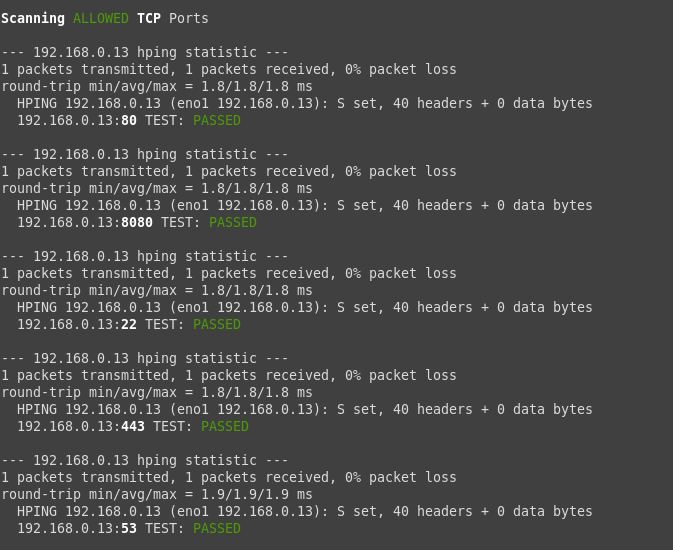 Scanning ALLOWED TCP Ports
--- 192.168.0.13 hping statistic ---
1 packets transmitted, 1 packets received, 0% packet loss
round-trip min/avg/max = 1.8/1.8/1.8 ms
HPING 192.168.0.13 (eno1 192.168.0.13): S set, 40 headers + 0 data bytes
192.168.0.13:80 TEST: PASSED
--- 192.168.0.13 hping statistic ---
1 packets transmitted, 1 packets received, 0% packet loss
round-trip min/avg/max = 1.8/1.8/1.8 ms
HPING 192.168.0.13 (eno1 192.168.0.13): S set, 40 headers + 0 data bytes
192.168.0.13:8080 TEST: PASSED
--- 192.168.0.13 hping statistic ---
1 packets transmitted, 1 packets received, 0% packet loss
round-trip min/avg/max = 1.8/1.8/1.8 ms
HPING 192.168.0.13 (eno1 192.168.0.13): S set, 40 headers + 0 data bytes
192.168.0.13:22 TEST: PASSED
--- 192.168.0.13 hping statistic ---
1 packets transmitted, 1 packets received, 0% packet loss
round-trip min/avg/max = 1.8/1.8/1.8 ms
HPING 192.168.0.13 (eno1 192.168.0.13): S set, 40 headers + 0 data bytes
192.168.0.13:443 TEST: PASSED
--- 192.168.0.13 hping statistic ---
1 packets transmitted, 1 packets received, 0% packet loss
round-trip min/avg/max = 1.9/1.9/1.9 ms
HPING 192.168.0.13 (eno1 192.168.0.13): S set, 40 headers + 0 data bytes
192.168.0.13:53 TEST: PASSED